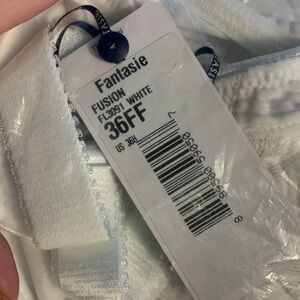 Fantasie
FUSION
FL3091 WHITE
36FF
US 36H